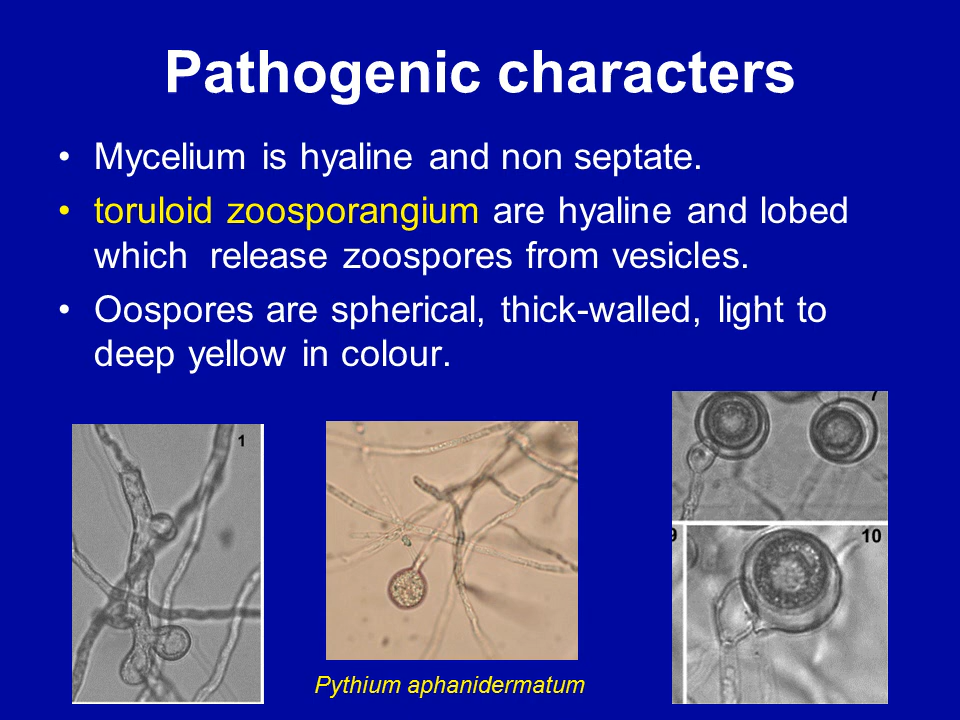 Pathogenic characters
• Mycelium is hyaline and non septate.
• toruloid zoosporangium are hyaline and lobed
which release zoospores from vesicles.
• Oospores are spherical, thick-walled, light to
deep yellow in colour.
1
7
9
10
Pythium aphanidermatum